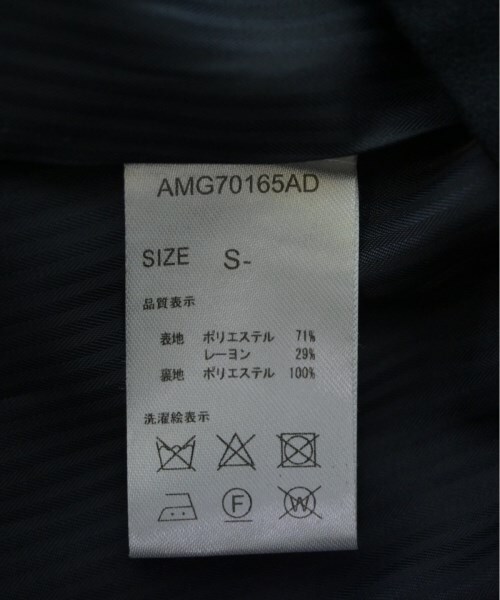 AMG70165AD
SIZE S-
品質表示
表地 ポリエステル 71%
レーヨン 29%
裏地 ポリエステル 100%
洗濯絵表示
F W